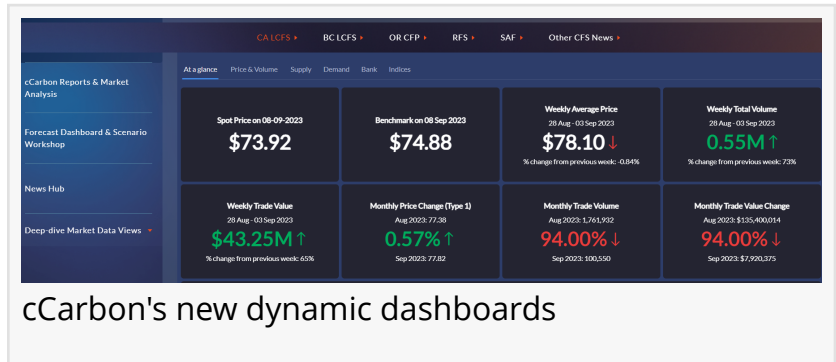 CA LCFS BC LCFS OR CFP RFS SAF Other CFS News
At a glance Price & Volume Supply Demand Bank Indices
cCarbon Reports & Market
Analysis
Forecast Dashboard & Scenario
Workshop
News Hub
Deep-dive Market Data Views
Spot Price on 08-09-2023
$73.92
Benchmark on 08 Sep 2023
$74.88
Weekly Average Price
28 Aug - 03 Sep 2023
$78.10 ↓
% change from previous week: -0.84%
Weekly Total Volume
28 Aug - 03 Sep 2023
0.55M ↑
% change from previous week: 73%
Weekly Trade Value
28 Aug - 03 Sep 2023
$43.25M ↑
% change from previous week: 65%
Monthly Price Change (Type 1)
Aug 2023: 77.38
0.57% ↑
Sep 2023: 77.82
Monthly Trade Volume
Aug 2023: 1,761,932
94.00% ↓
Sep 2023: 100,550
Monthly Trade Value Change
Aug 2023: $135,400,014
94.00% ↓
Sep 2023: $7,920,375
cCarbon's new dynamic dashboards